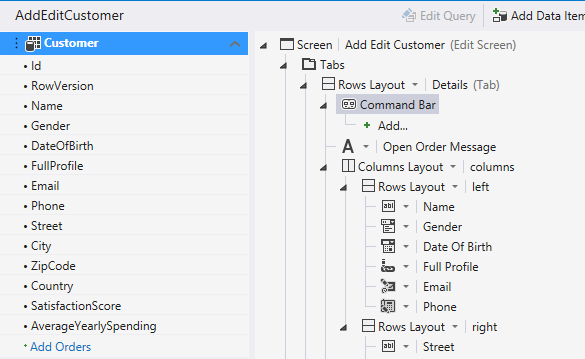 AddEditCustomer
Edit Query
Add Data Item
Customer
Id
RowVersion
Name
Gender
DateOfBirth
FullProfile
Email
Phone
Street
City
ZipCode
Country
SatisfactionScore
AverageYearlySpending
+ Add Orders
Screen Add Edit Customer (Edit Screen)
Tabs
Rows Layout Details (Tab)
Command Bar
+ Add...
A Open Order Message
Columns Layout columns
Rows Layout left
abl Name
Gender
Date Of Birth
Full Profile
Email
Phone
Rows Layout right
abl Street